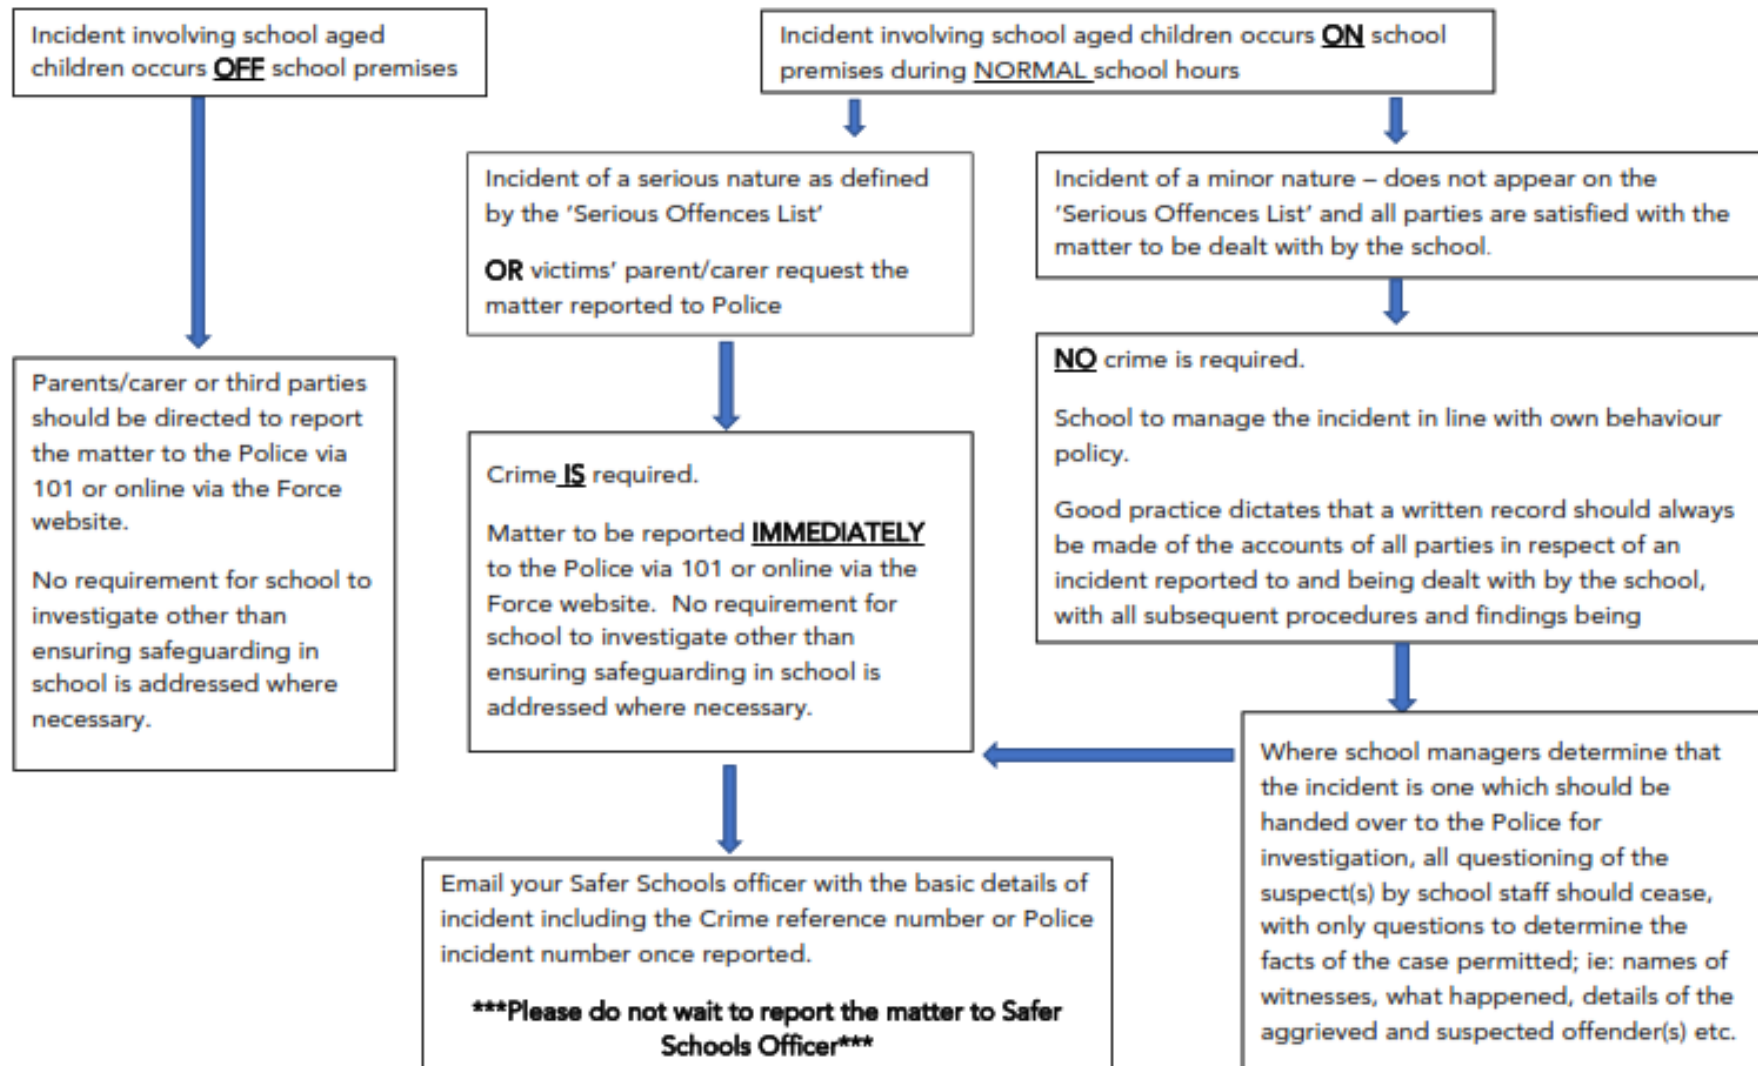 Incident involving school aged
children occurs OFF school premises
Parents/carer or third parties
should be directed to report
the matter to the Police via
101 or online via the Force
website.
No requirement for school to
investigate other than
ensuring safeguarding in
school is addressed where
necessary.
Incident involving school aged children occurs ON school
premises during NORMAL school hours
Incident of a serious nature as defined
by the 'Serious Offences List'
OR victims' parent/carer request the
matter reported to Police
Crime IS required.
Matter to be reported IMMEDIATELY
to the Police via 101 or online via the
Force website.  No requirement for
school to investigate other than
ensuring safeguarding in school is
addressed where necessary.
Email your Safer Schools officer with the basic details of
incident including the Crime reference number or Police
incident number once reported.
***Please do not wait to report the matter to Safer
Schools Officer***
Incident of a minor nature – does not appear on the
'Serious Offences List' and all parties are satisfied with the
matter to be dealt with by the school.
NO crime is required.
School to manage the incident in line with own behaviour
policy.
Good practice dictates that a written record should always
be made of the accounts of all parties in respect of an
incident reported to and being dealt with by the school,
with all subsequent procedures and findings being
Where school managers determine that
the incident is one which should be
handed over to the Police for
investigation, all questioning of the
suspect(s) by school staff should cease,
with only questions to determine the
facts of the case permitted; ie: names of
witnesses, what happened, details of the
aggrieved and suspected offender(s) etc.